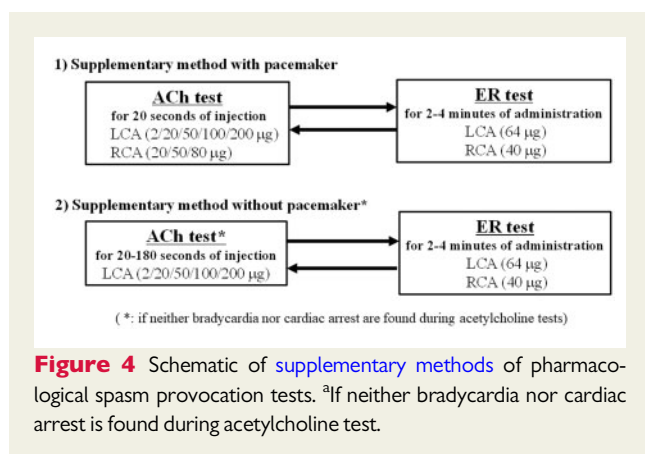 1) Supplementary method with pacemaker
ACh test
for 20 seconds of injection
LCA (2/20/50/100/200 μg)
RCA (20/50/80 μg)
ER test
for 2-4 minutes of administration
LCA (64 μg)
RCA (40 μg)
2) Supplementary method without pacemaker*
ACh test*
for 20-180 seconds of injection
LCA (2/20/50/100/200 μg)
ER test
for 2-4 minutes of administration
LCA (64 μg)
RCA (40 μg)
( *: if neither bradycardia nor cardiac arrest are found during acetylcholine tests)
Figure 4 Schematic of supplementary methods of pharmaco-
logical spasm provocation tests. ᵃIf neither bradycardia nor cardiac
arrest is found during acetylcholine test.